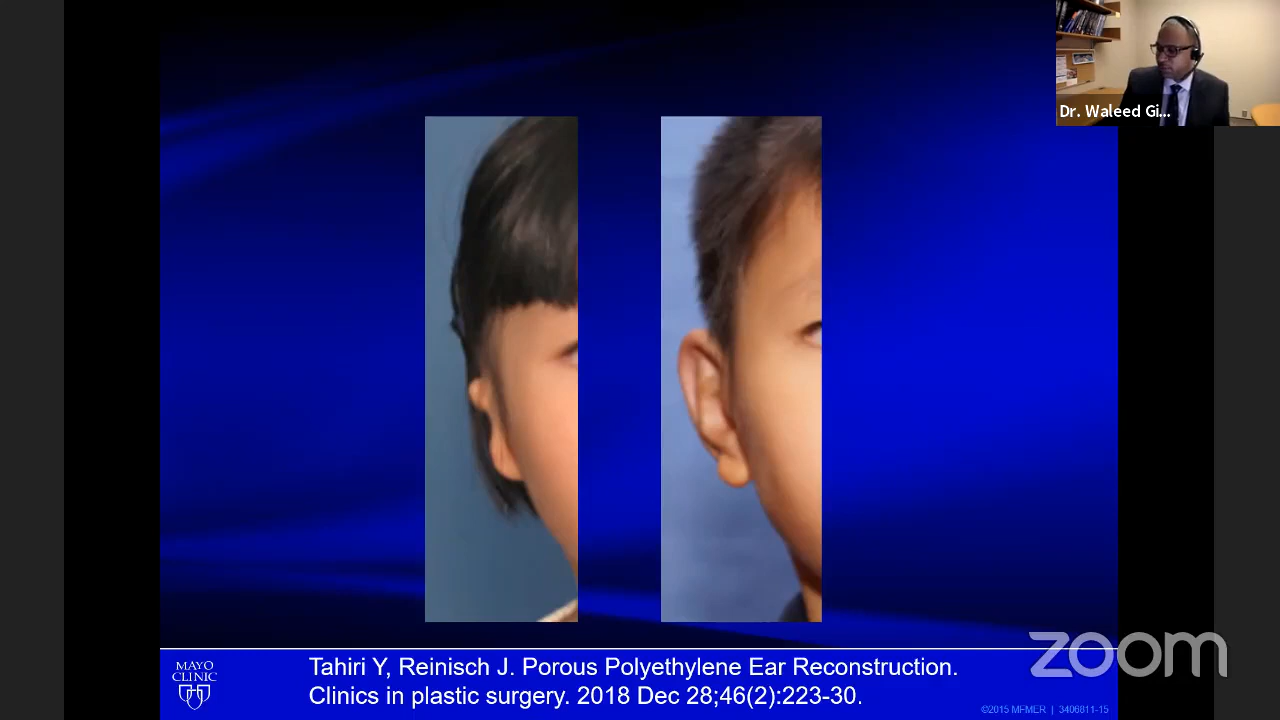 Dr. Waleed Gi...
Tahiri Y, Reinisch J. Porous Polyethylene Ear Reconstruction.
Clinics in plastic surgery. 2018 Dec 28;46(2):223-30.
MAYO
CLINIC
zoom
©2015 MFMER | 3406811-15